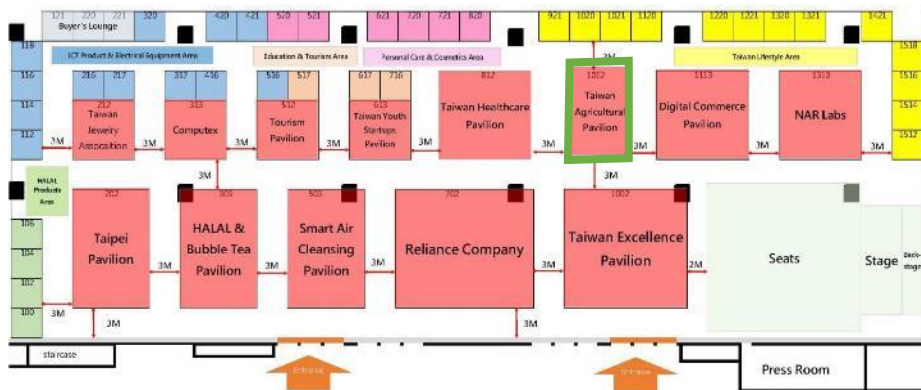 121 220 221 320
420 421 520 521
621 720 721 820
921 1020 1021 1120
1220 1221 1320 1321
1421
Buyer's Lounge
ICT Product & Electrical Equipment Area
Education & Tourism Area
Personal Care & Cosmetics Area
3M
Taiwan Lifestyle Area
118
116
114
112
1518
1516
1514
1512
216 217
317 416
516 517
617 716
212
Taiwan
Jewelry
Assocaition
313
Computex
512
Tourism
Pavilion
613
Taiwan Youth
Startups
Pavilion
812
Taiwan Healthcare
Pavilion
1012
Taiwan
Agricultural
Pavilion
1113
Digital Commerce
Pavilion
1313
NAR Labs
3M 3M 3M 3M 3M 3M 3M 3M 3M
3M 3M
HALAL
Products
Area
106
104
102
100
202
Taipei
Pavilion
303
HALAL &
Bubble Tea
Pavilion
503
Smart Air
Cleansing
Pavilion
702
Reliance Company
1002
Taiwan Excellence
Pavilion
Seats
Stage
Back-
stage
3M 3M 3M 3M 3M 2M
3M 3M
staircase
Entrance
Entrance
Press Room